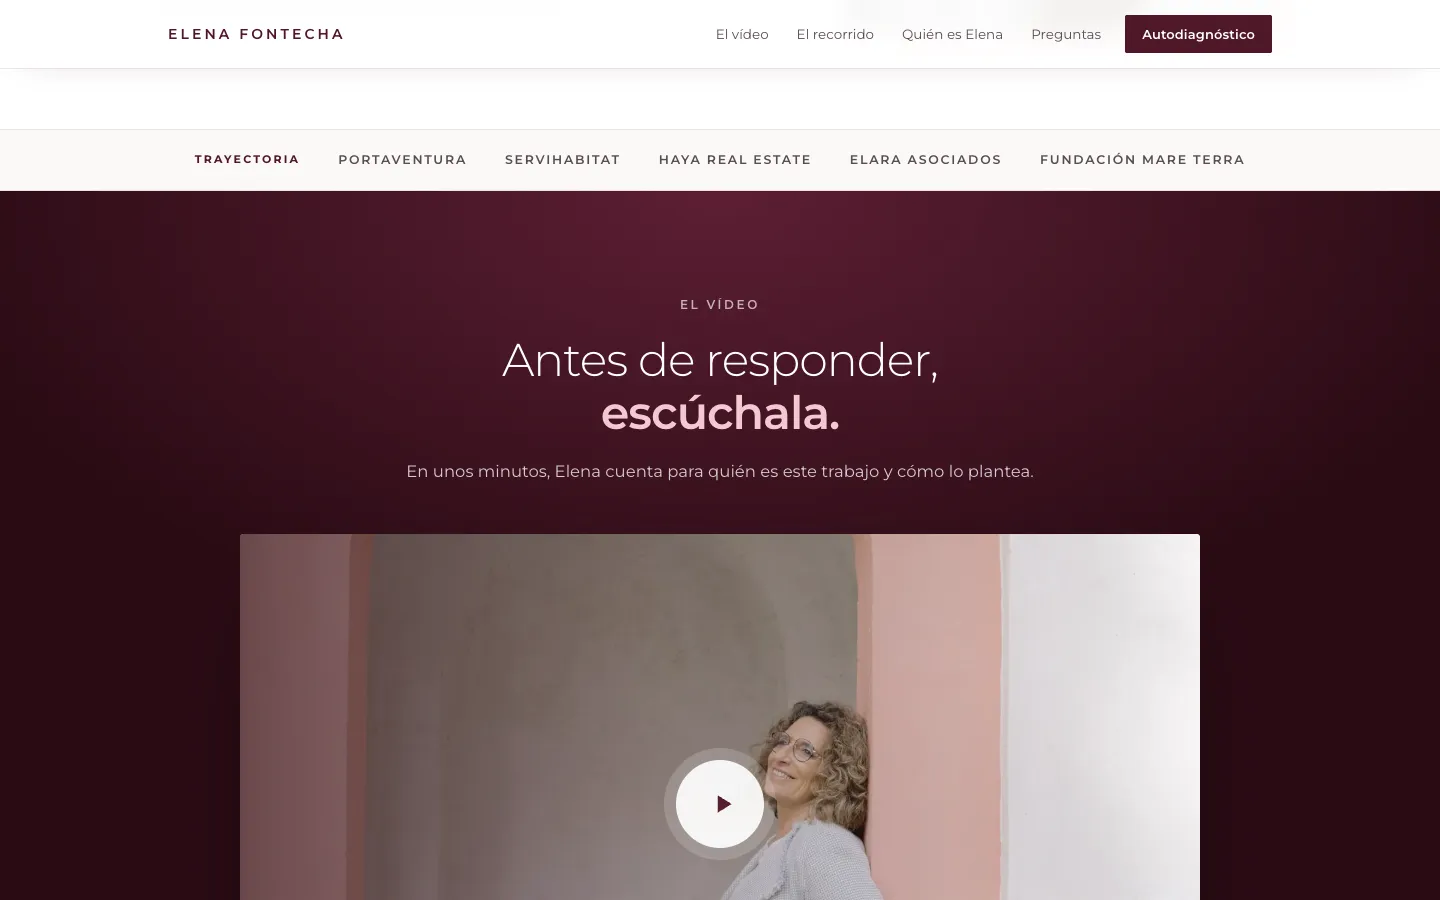 ELENA FONTECHA
El vídeo
El recorrido
Quién es Elena
Preguntas
Autodiagnóstico
TRAYECTORIA
PORTAVENTURA
SERVIHABITAT
HAYA REAL ESTATE
ELARA ASOCIADOS
FUNDACIÓN MARE TERRA
EL VÍDEO
Antes de responder,
escúchala.
En unos minutos, Elena cuenta para quién es este trabajo y cómo lo plantea.